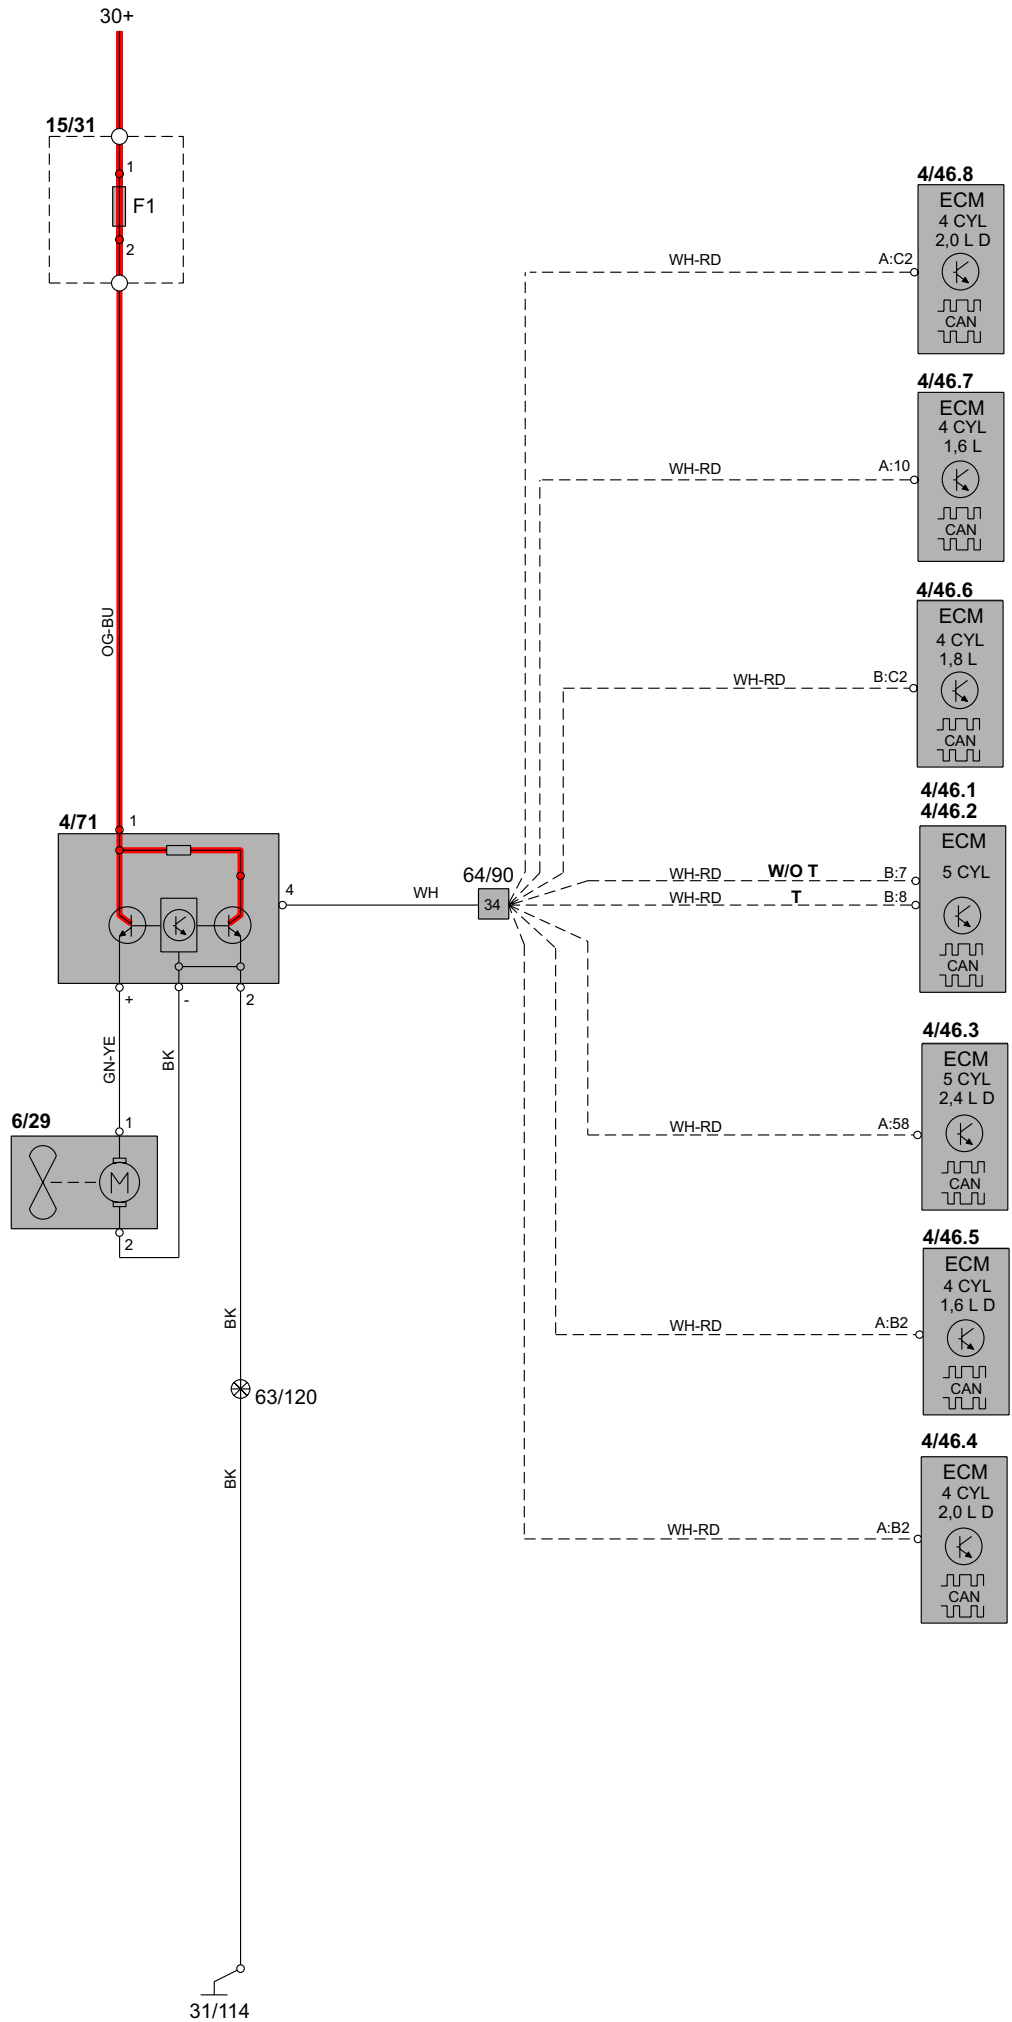 30+
15/31
1
F1
2
OG-BU
4/71
1
4
WH
64/90
34
+
-
2
GN-YE
BK
6/29
1
M
2
BK
63/120
BK
31/114
4/46.8
ECM
4 CYL
2,0 L D
CAN
WH-RD
A:C2
4/46.7
ECM
4 CYL
1,6 L
CAN
WH-RD
A:10
4/46.6
ECM
4 CYL
1,8 L
CAN
WH-RD
B:C2
4/46.1
4/46.2
ECM
5 CYL
CAN
WH-RD
W/O T
B:7
WH-RD
T
B:8
4/46.3
ECM
5 CYL
2,4 L D
CAN
WH-RD
A:58
4/46.5
ECM
4 CYL
1,6 L D
CAN
WH-RD
A:B2
4/46.4
ECM
4 CYL
2,0 L D
CAN
WH-RD
A:B2